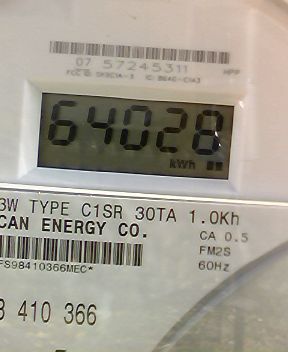 07 57245311
64028
kWh
3W TYPE C1SR 30TA 1.0Kh
CAN ENERGY CO.
CA 0.5
FM2S
60Hz
FS98410366MEC*
8 410 366